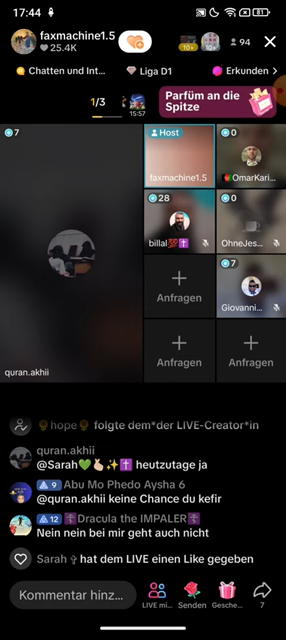 17:44
81
faxmachine1.5
25.4K
10+
10+
94
Chatten und Int...
Liga D1
Erkunden
1/3
15:57
Parfüm an die Spitze
7
Host
faxmachine1.5
0
🇦🇫OmarKari...
28
billal💯✝️
0
OhneJes...
Anfragen
7
Giovanni...
Anfragen
Anfragen
quran.akhii
🌻hope🌻 folgte dem*der LIVE-Creator*in
quran.akhii
@Sarah💚🫰🏻✨✝️ heutzutage ja
9 Abu Mo Phedo Aysha 6
@quran.akhii keine Chance du kefir
12 ☦️Dracula the IMPALER☦️
Nein nein bei mir geht auch nicht
Sarah ✞ hat dem LIVE einen Like gegeben
Kommentar hinz...
LIVE mi...
Senden
Gesche...
7